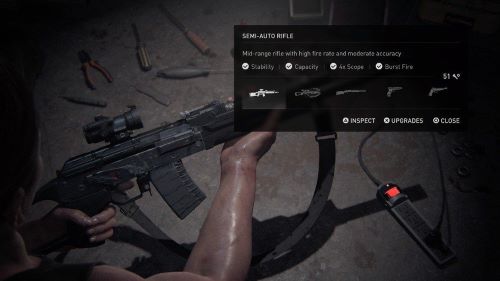 SEMI-AUTO RIFLE
Mid-range rifle with high fire rate and moderate accuracy
Stability | Capacity | 4x Scope | Burst Fire
51
INSPECT UPGRADES CLOSE